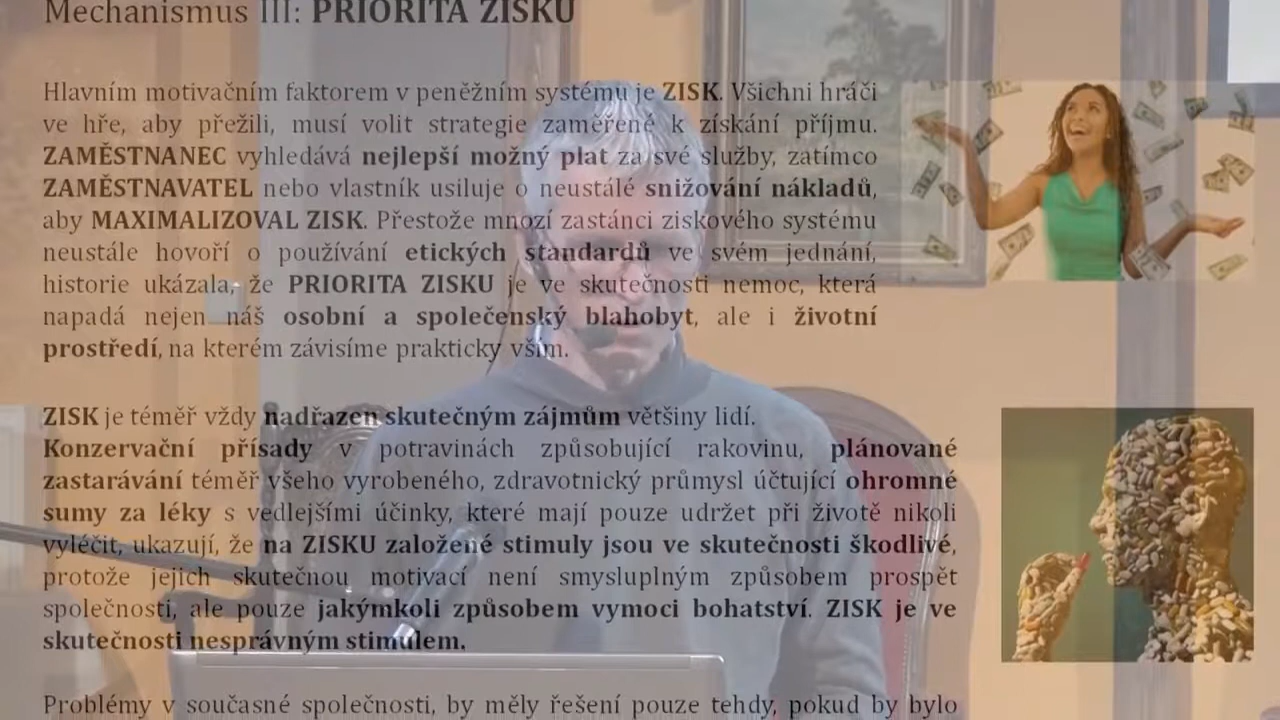 Mechanismus III: PRIORITA ZISKU
Hlavním motivačním faktorem v peněžním systému je ZISK. Všichni hráči
ve hře, aby přežili, musí volit strategie zaměřené k získání příjmu.
ZAMĚSTNANEC vyhledává nejlepší možný plat za své služby, zatímco
ZAMĚSTNAVATEL nebo vlastník usiluje o neustálé snižování nákladů,
aby MAXIMALIZOVAL ZISK. Přestože mnozí zastánci ziskového systému
neustále hovoří o používání etických standardů ve svém jednání,
historie ukázala, že PRIORITA ZISKU je ve skutečnosti nemoc, která
napadá nejen náš osobní a společenský blahobyt, ale i životní
prostředí, na kterém závisíme prakticky vším.
ZISK je téměř vždy nadřazen skutečným zájmům většiny lidí.
Konzervační přísady v potravinách způsobující rakovinu, plánované
zastarávání téměř všeho vyrobeného, zdravotnický průmysl účtující ohromné
sumy za léky s vedlejšími účinky, které mají pouze udržet při životě nikoli
vyléčit, ukazují, že na ZISKU založené stimuly jsou ve skutečnosti škodlivé,
protože jejich skutečnou motivací není smysluplným způsobem prospět
společnosti, ale pouze jakýmkoli způsobem vymoci bohatství. ZISK je ve
skutečnosti nesprávným stimulem.
Problémy v současné společnosti, by měly řešení pouze tehdy, pokud by bylo